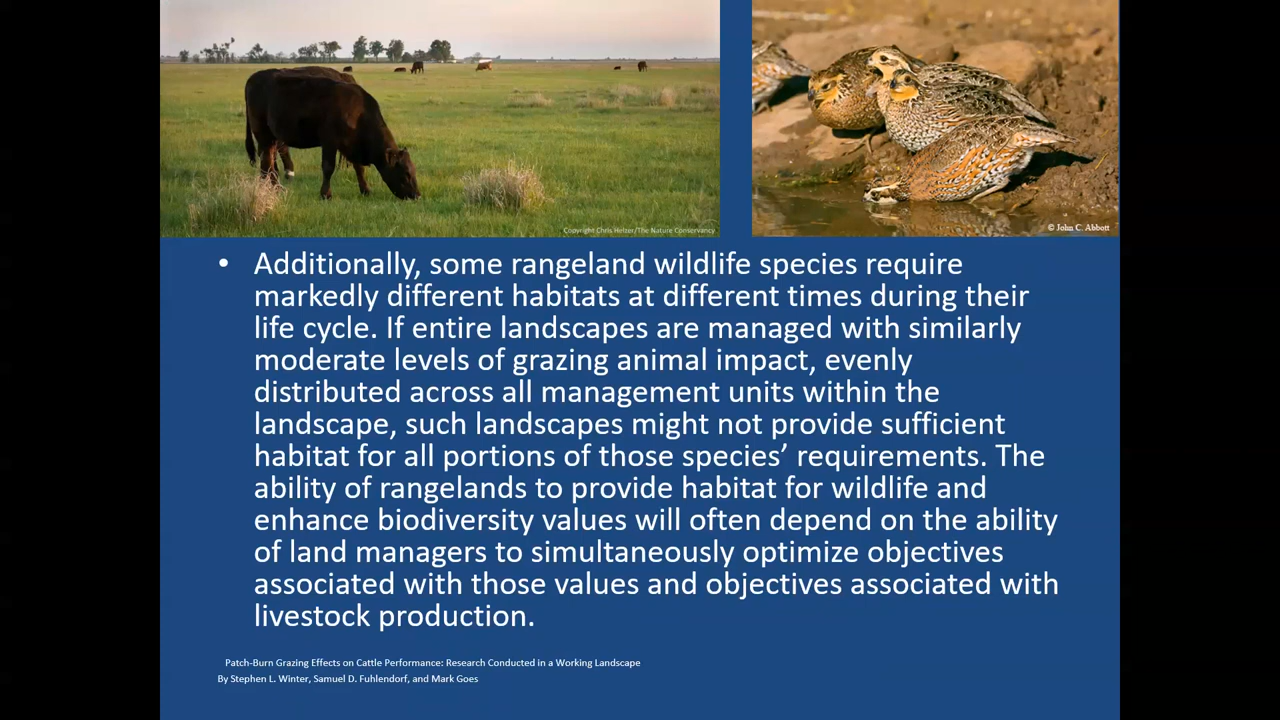 Copyright Chris Helzer/The Nature Conservancy
© John C. Abbott
• Additionally, some rangeland wildlife species require
markedly different habitats at different times during their
life cycle. If entire landscapes are managed with similarly
moderate levels of grazing animal impact, evenly
distributed across all management units within the
landscape, such landscapes might not provide sufficient
habitat for all portions of those species’ requirements. The
ability of rangelands to provide habitat for wildlife and
enhance biodiversity values will often depend on the ability
of land managers to simultaneously optimize objectives
associated with those values and objectives associated with
livestock production.
Patch-Burn Grazing Effects on Cattle Performance: Research Conducted in a Working Landscape
By Stephen L. Winter, Samuel D. Fuhlendorf, and Mark Goes